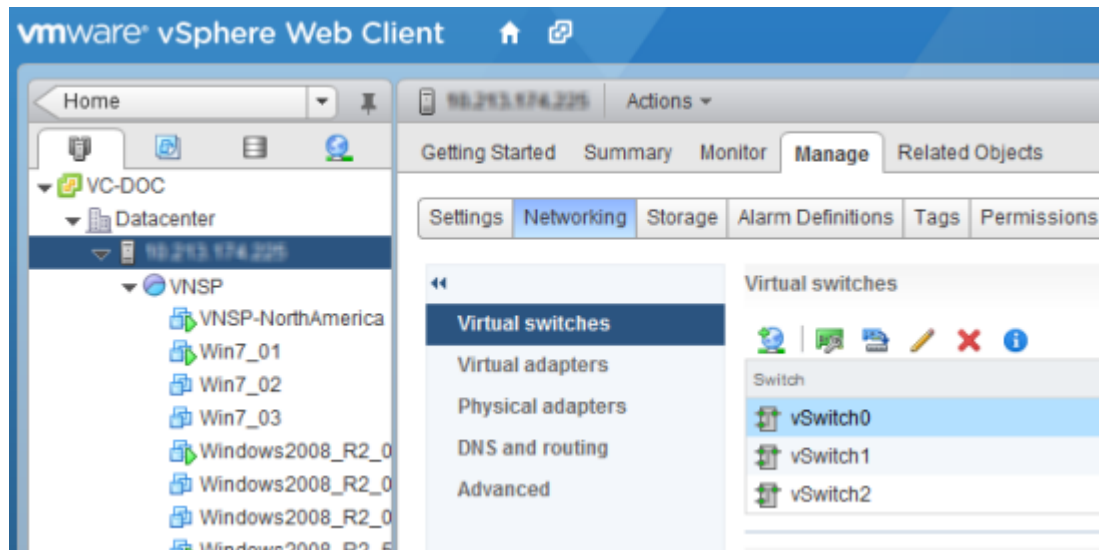 vmware® vSphere Web Client
Home
Actions
Getting Started Summary Monitor Manage Related Objects
VC-DOC
Datacenter
Settings Networking Storage Alarm Definitions Tags Permissions
VNSP
VNSP-NorthAmerica
Win7_01
Win7_02
Win7_03
Windows2008_R2_0
Windows2008_R2_0
Windows2008_R2_0
Virtual switches
Virtual adapters
Physical adapters
DNS and routing
Advanced
Virtual switches
Switch
vSwitch0
vSwitch1
vSwitch2